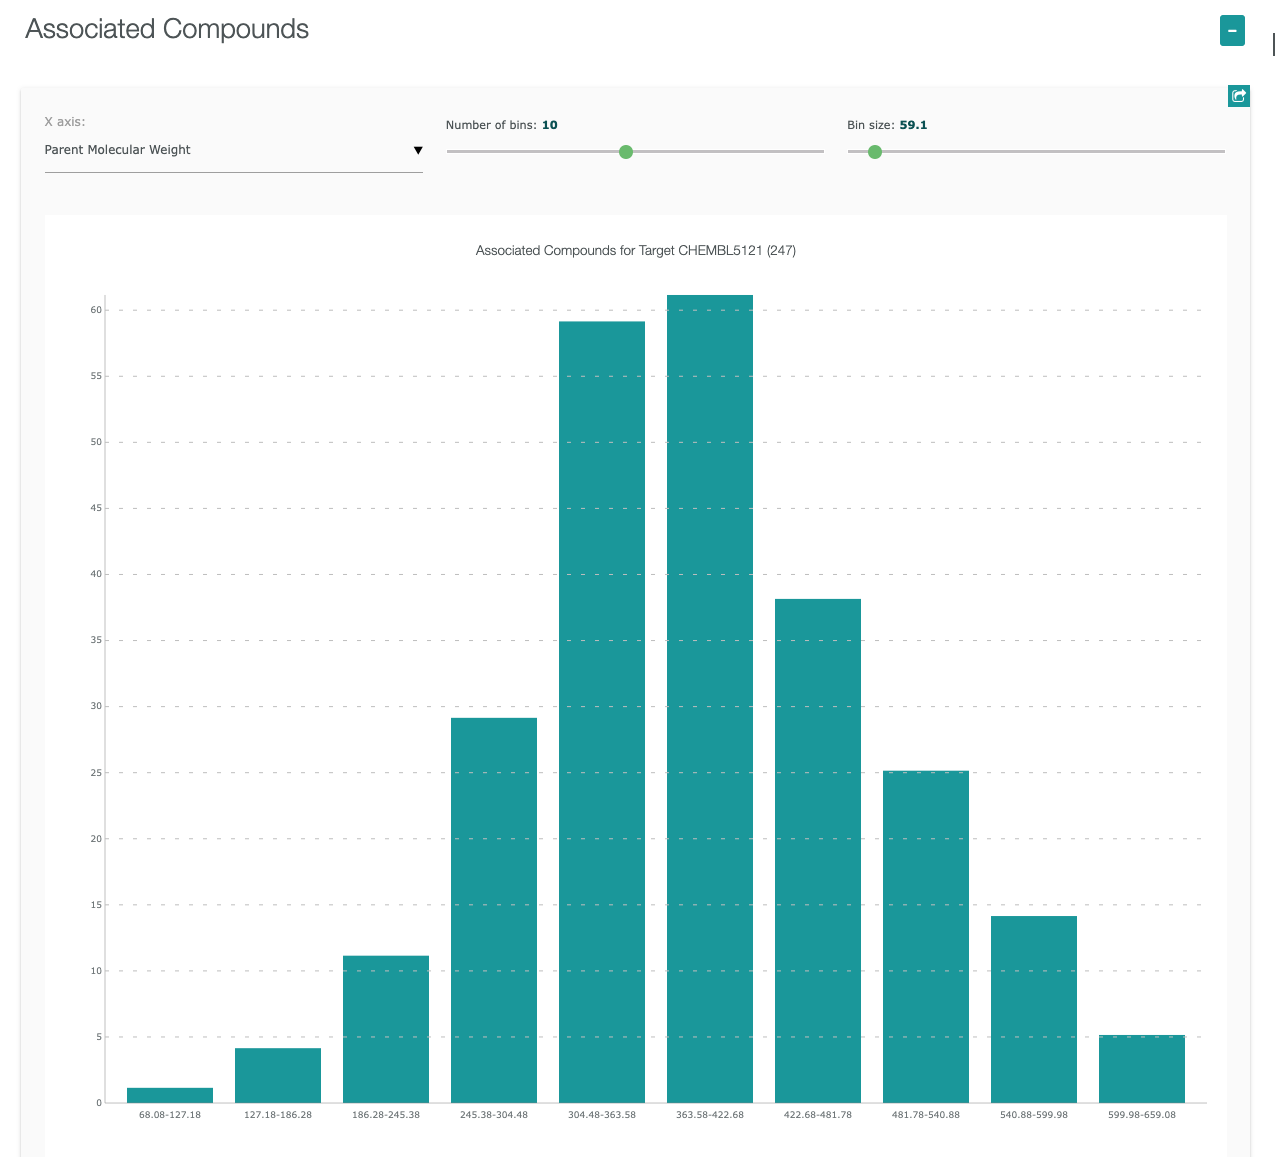 Associated Compounds
-
X axis:
Parent Molecular Weight ▼
Number of bins: 10
Bin size: 59.1
Associated Compounds for Target CHEMBL5121 (247)
60
55
50
45
40
35
30
25
20
15
10
5
0
68.08-127.18 127.18-186.28 186.28-245.38 245.38-304.48 304.48-363.58 363.58-422.68 422.68-481.78 481.78-540.88 540.88-599.98 599.98-659.08